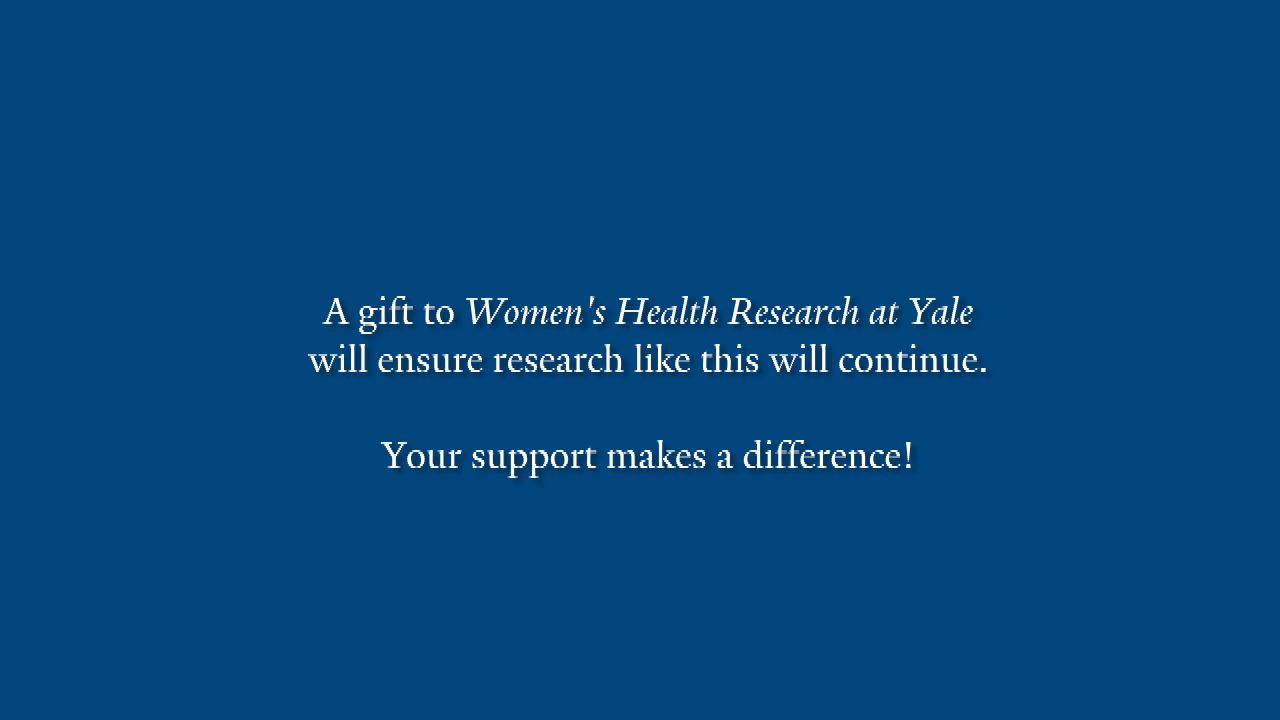 A gift to Women's Health Research at Yale
will ensure research like this will continue.
Your support makes a difference!